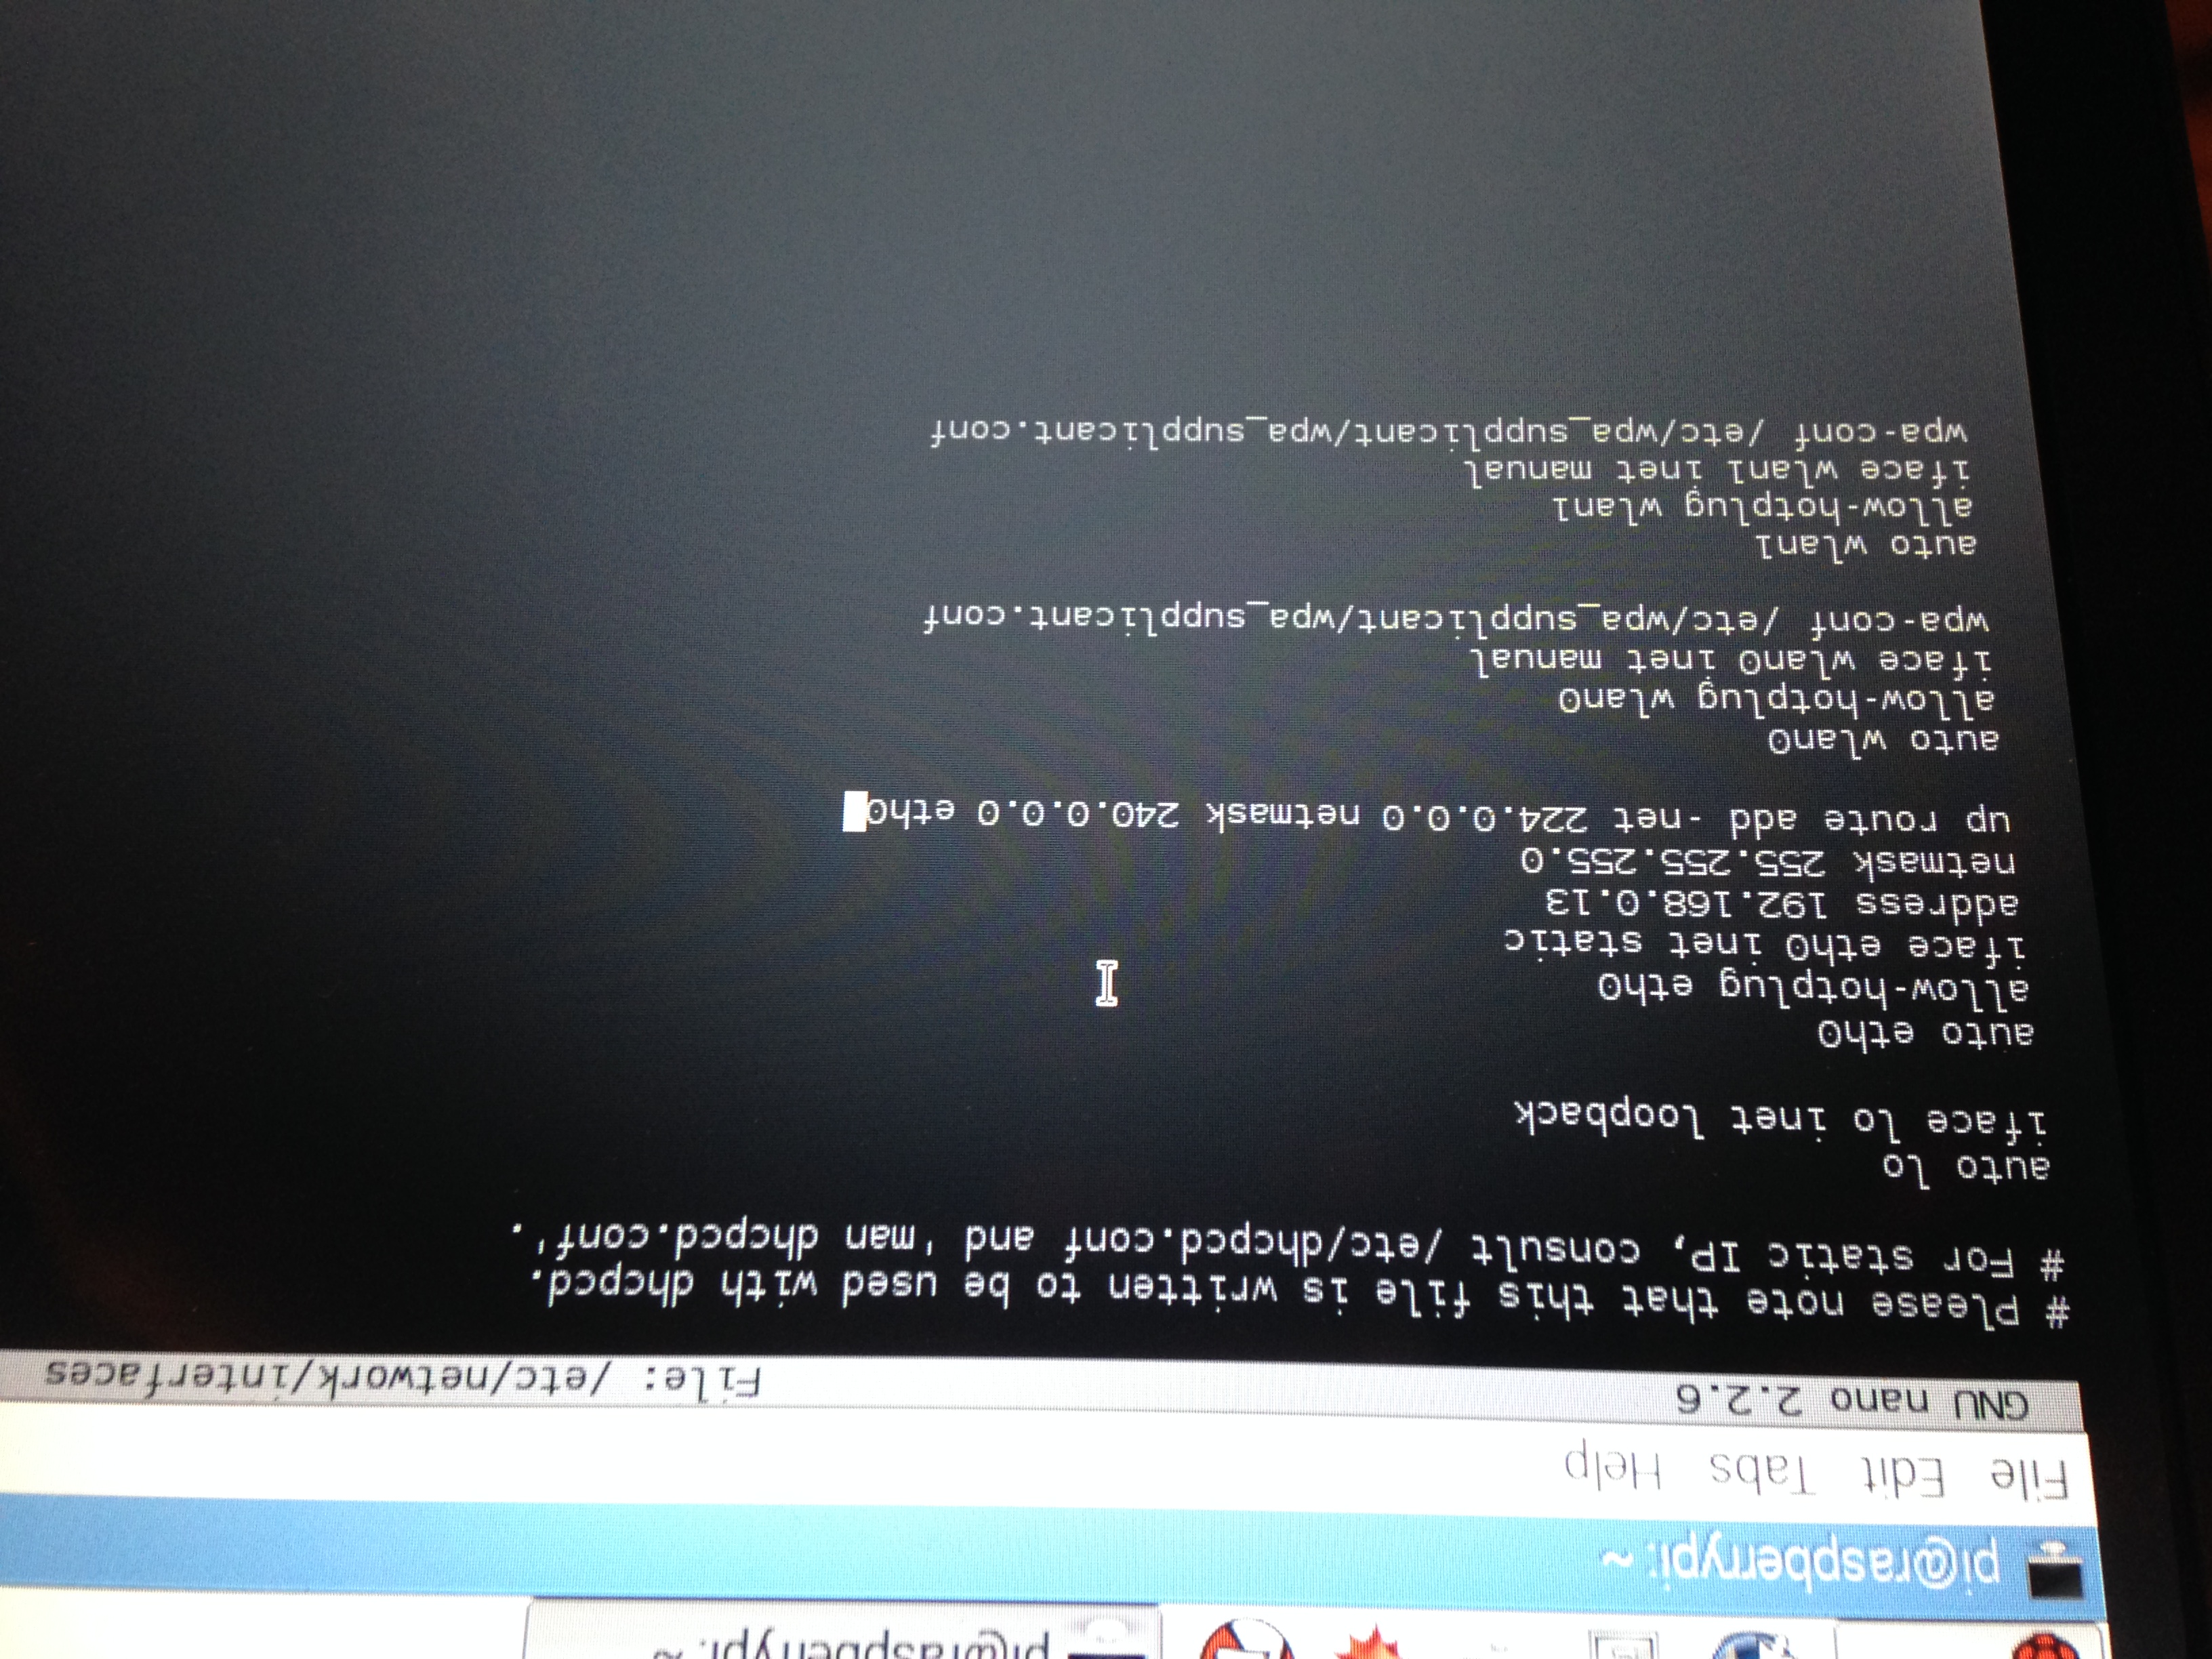 pi@raspberrypi: ~
pi@raspberrypi: ~
File Edit Tabs Help
GNU nano 2.2.6 File: /etc/network/interfaces
# Please note that this file is written to be used with dhcpcd.
# For static IP, consult /etc/dhcpcd.conf and 'man dhcpcd.conf'.
auto lo
iface lo inet loopback
auto eth0
allow-hotplug eth0
iface eth0 inet static
address 192.168.0.13
netmask 255.255.255.0
up route add -net 224.0.0.0 netmask 240.0.0.0 eth0
auto wlan0
allow-hotplug wlan0
iface wlan0 inet manual
wpa-conf /etc/wpa_supplicant/wpa_supplicant.conf
auto wlan1
allow-hotplug wlan1
iface wlan1 inet manual
wpa-conf /etc/wpa_supplicant/wpa_supplicant.conf